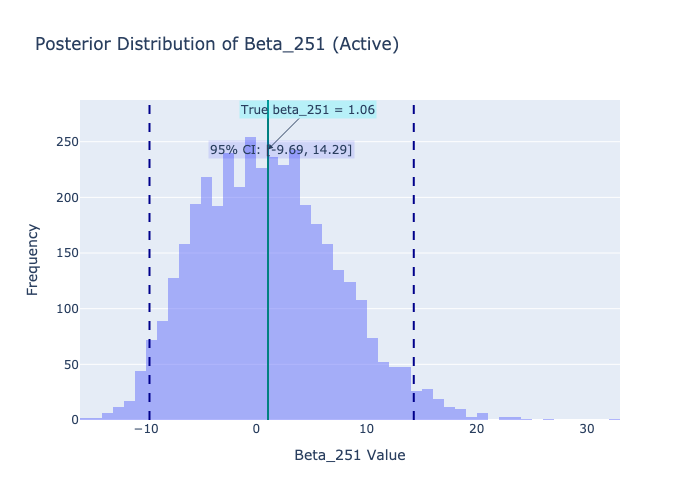 Posterior Distribution of Beta_251 (Active)
True beta_251 = 1.06
95% CI: [-9.69, 14.29]
250
200
150
100
50
0
Frequency
−10
0
10
20
30
Beta_251 Value